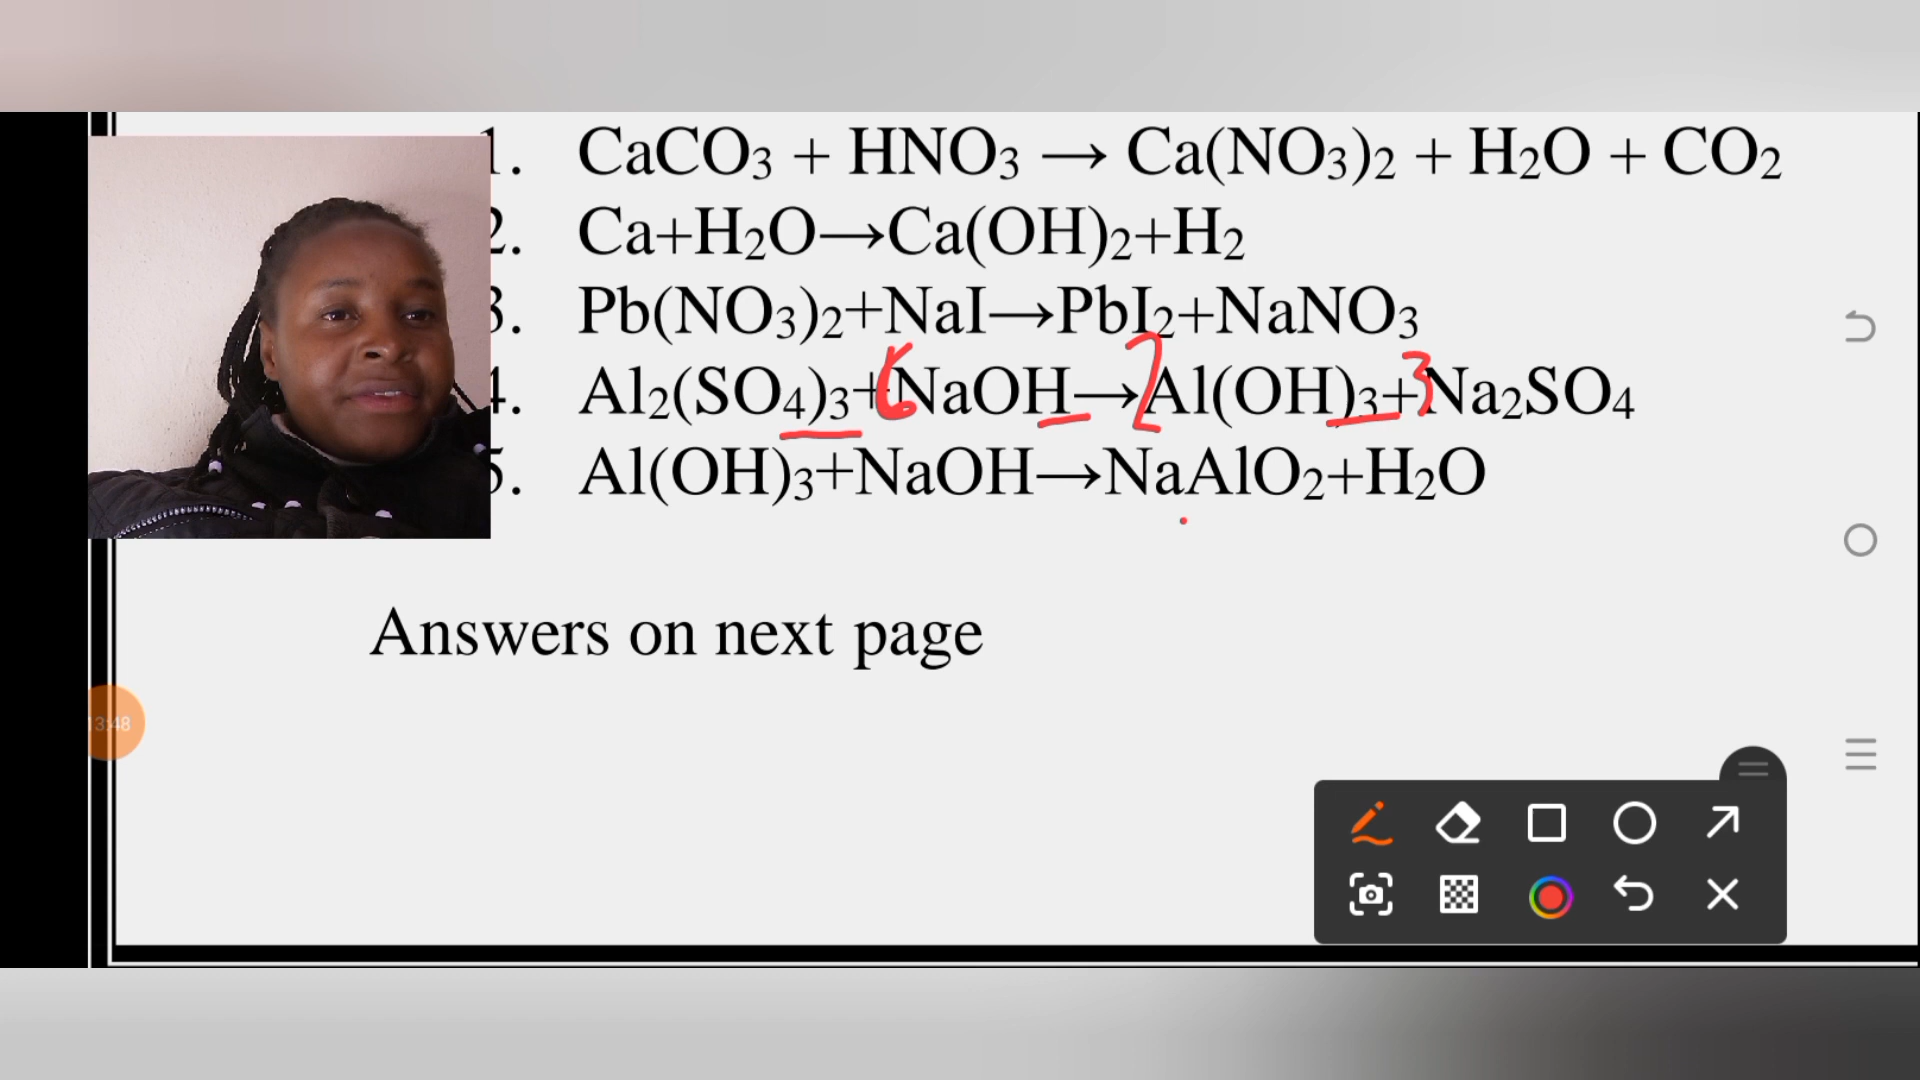 1. CaCO₃ + HNO₃ → Ca(NO₃)₂ + H₂O + CO₂
2. Ca+H₂O→Ca(OH)₂+H₂
3. Pb(NO₃)₂+NaI→PbI₂+NaNO₃
4. Al₂(SO₄)₃+6NaOH→2Al(OH)₃+3Na₂SO₄
5. Al(OH)₃+NaOH→NaAlO₂+H₂O
Answers on next page
13:48